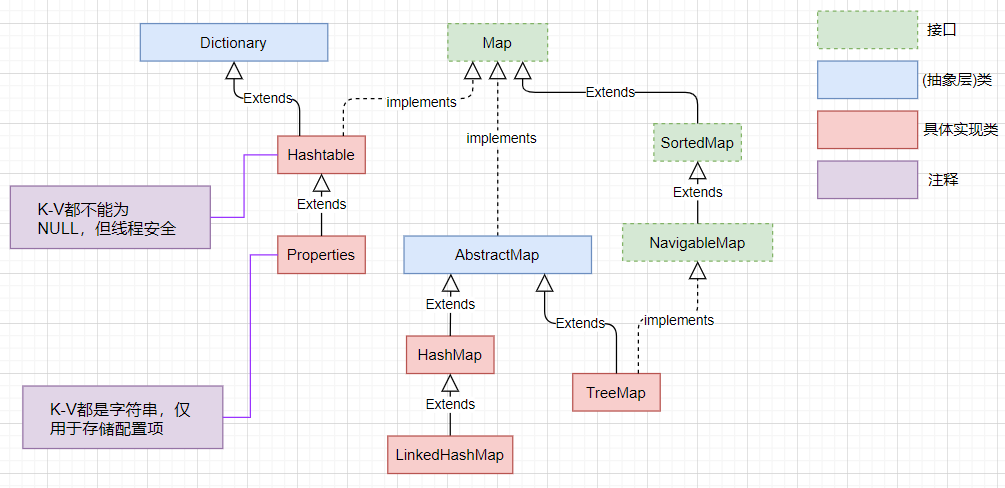 Dictionary
Map
接口
(抽象层)类
具体实现类
注释
Extends
implements
Extends
implements
Hashtable
SortedMap
K-V都不能为
NULL，但线程安全
Extends
Extends
Properties
AbstractMap
NavigableMap
Extends
Extends
implements
HashMap
TreeMap
K-V都是字符串，仅
用于存储配置项
Extends
LinkedHashMap